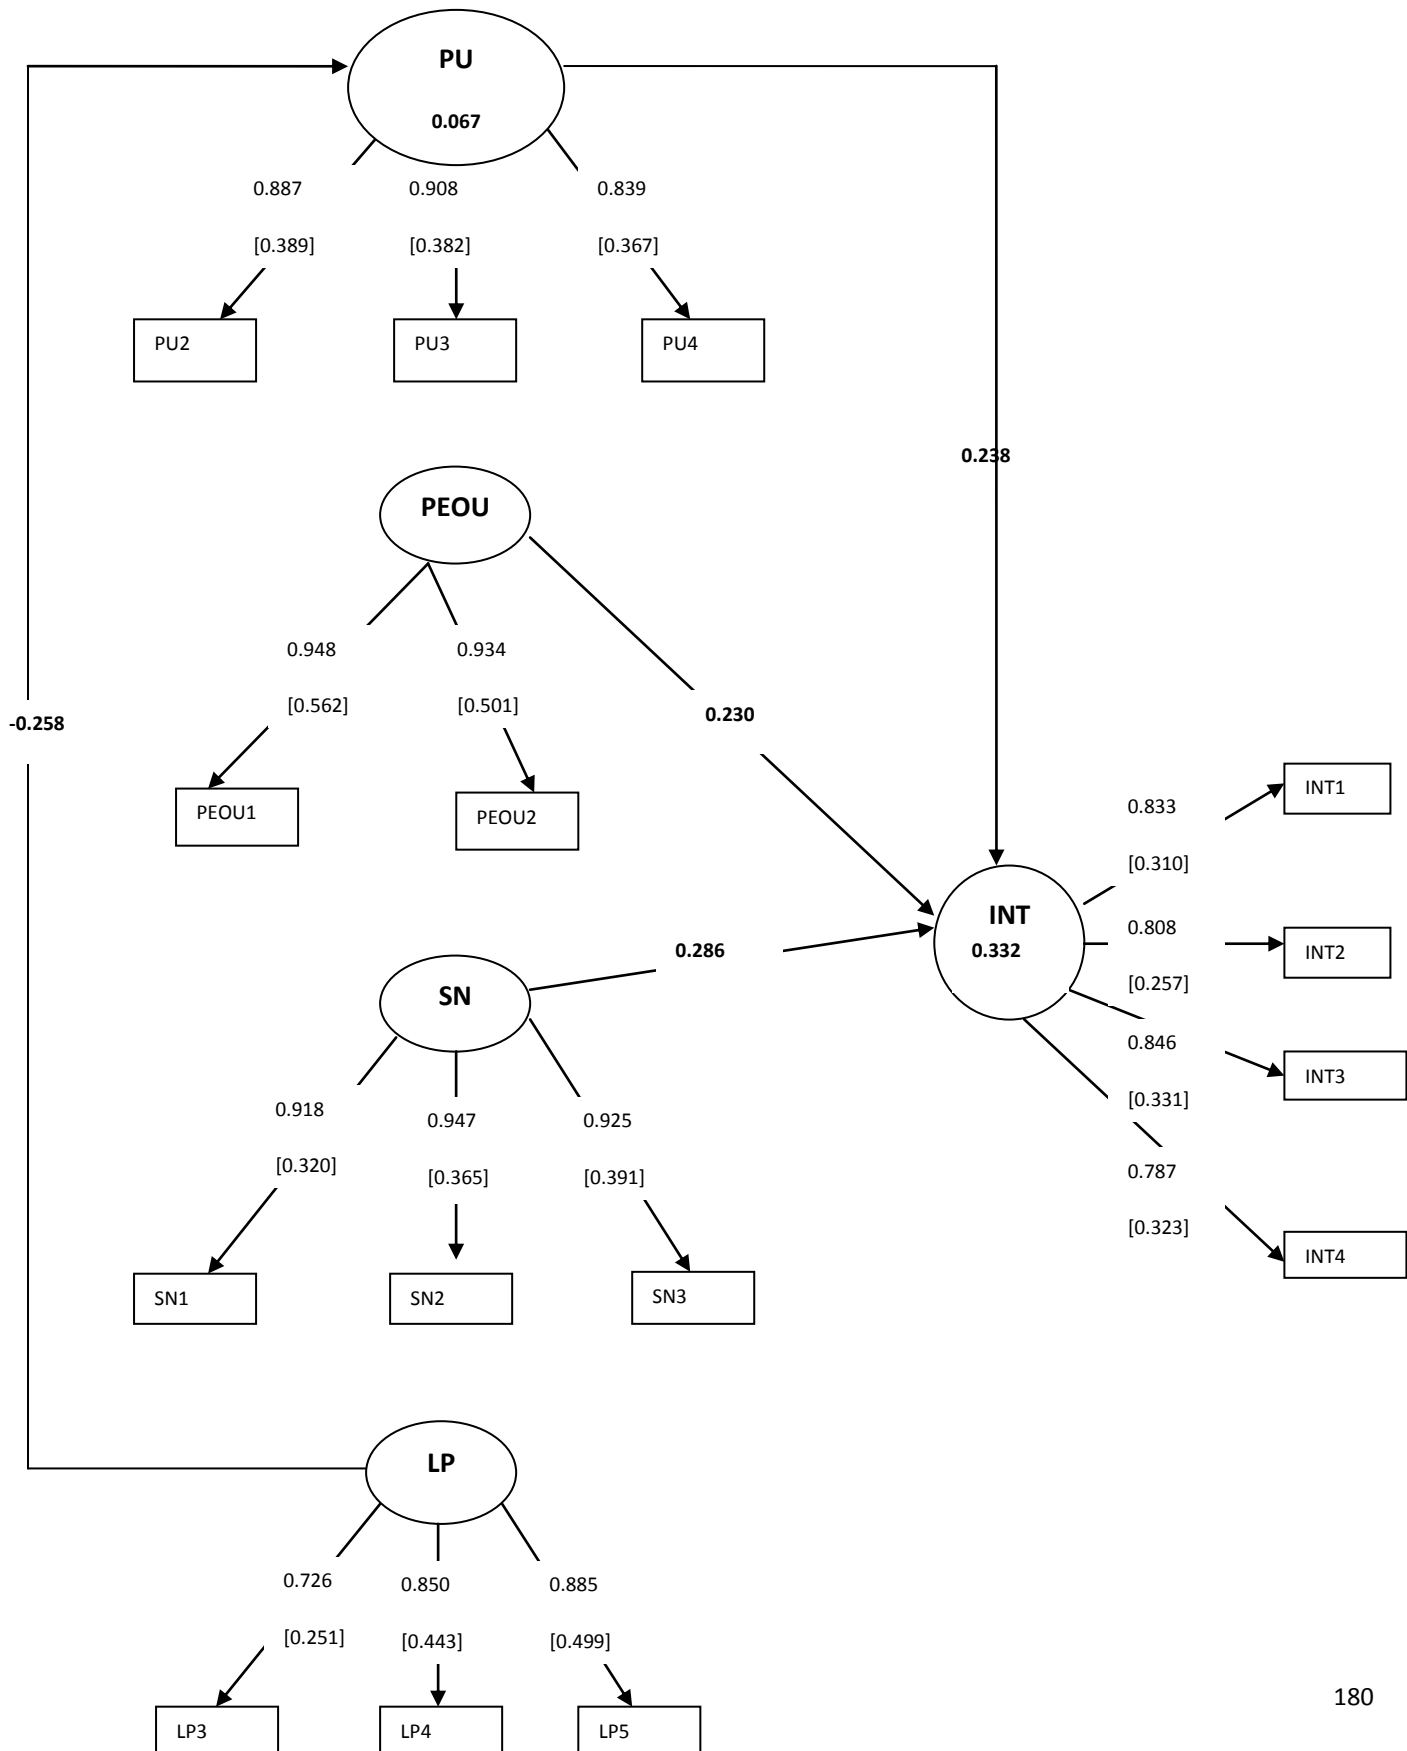 PU
0.067
0.887 0.908 0.839
[0.389] [0.382] [0.367]
PU2 PU3 PU4
0.238
PEOU
0.948 0.934
[0.562] [0.501]
0.230
-0.258
PEOU1 PEOU2
INT1
0.833
[0.310]
INT
0.332
0.808
[0.257]
INT2
0.286
SN
0.846
[0.331]
INT3
0.918 0.947 0.925
[0.320] [0.365] [0.391]
0.787
[0.323]
INT4
SN1 SN2 SN3
LP
0.726 0.850 0.885
[0.251] [0.443] [0.499]
LP3 LP4 LP5
180